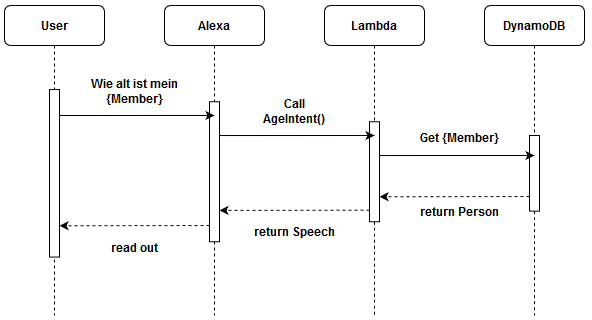 User
Alexa
Lambda
DynamoDB
Wie alt ist mein
{Member}
Call
AgeIntent()
Get {Member}
return Person
return Speech
read out